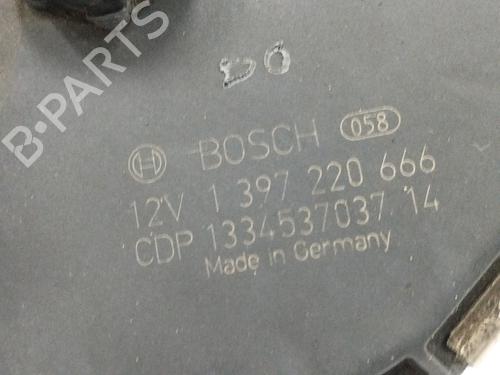 B-PARTS
BOSCH 058
12V 1 397 220 666
CDP 1334537037 14
Made in Germany